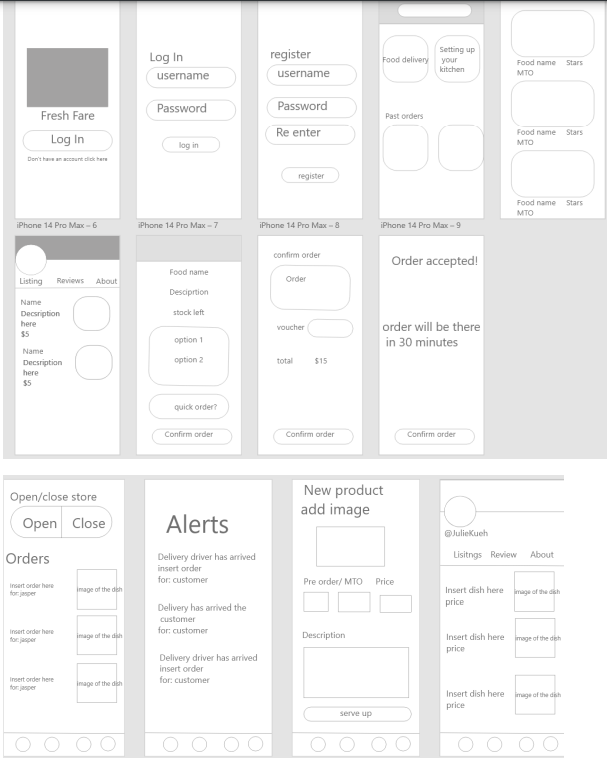 Fresh Fare
Log In
Don't have an account click here
Log In
username
Password
log in
register
username
Password
Re enter
register
Food delivery
Setting up
your
kitchen
Past orders
Food name Stars
MTO
Food name Stars
MTO
Food name Stars
MTO
iPhone 14 Pro Max – 6
iPhone 14 Pro Max – 7
iPhone 14 Pro Max – 8
iPhone 14 Pro Max – 9
Listing Reviews About
Name
Decsription
here
$5
Name
Decsription
here
$5
Food name
Desciprtion
stock left
option 1
option 2
quick order?
Confirm order
confirm order
Order
voucher
total $15
Confirm order
Order accepted!
order will be there
in 30 minutes
Confirm order
Open/close store
Open Close
Orders
Insert order here
for: jasper
image of the dish
Insert order here
for: jasper
image of the dish
Insert order here
for: jasper
image of the dish
Alerts
Delivery driver has arrived
insert order
for: customer
Delivery has arrived the
customer
for: customer
Delivery driver has arrived
insert order
for: customer
New product
add image
Pre order/ MTO Price
Description
serve up
@JulieKueh
Lisitngs Review About
Insert dish here
price
image of the dish
Insert dish here
price
image of the dish
Insert dish here
price
image of the dish